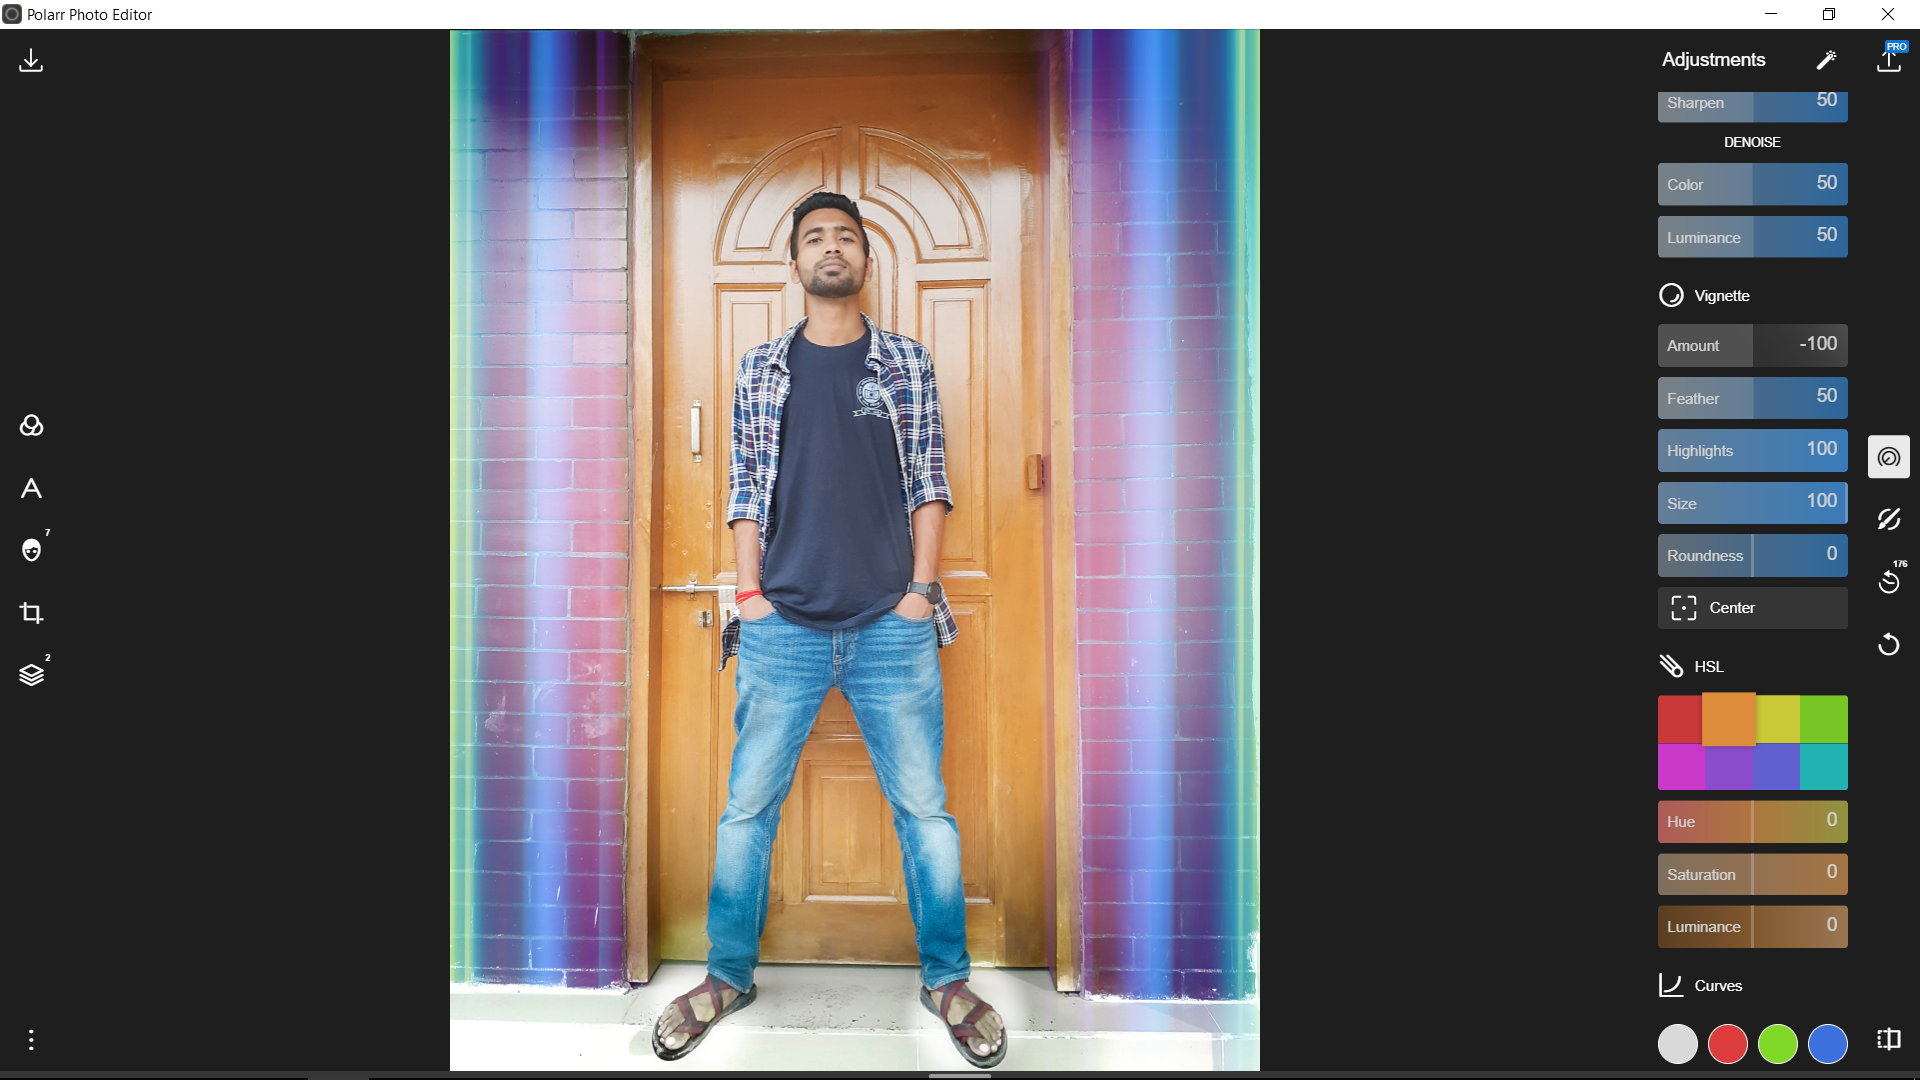 Polarr Photo Editor
PRO
Adjustments
Sharpen 50
DENOISE
Color 50
Luminance 50
Vignette
Amount -100
Feather 50
Highlights 100
Size 100
Roundness 0
Center
HSL
Hue 0
Saturation 0
Luminance 0
Curves
7
2
176